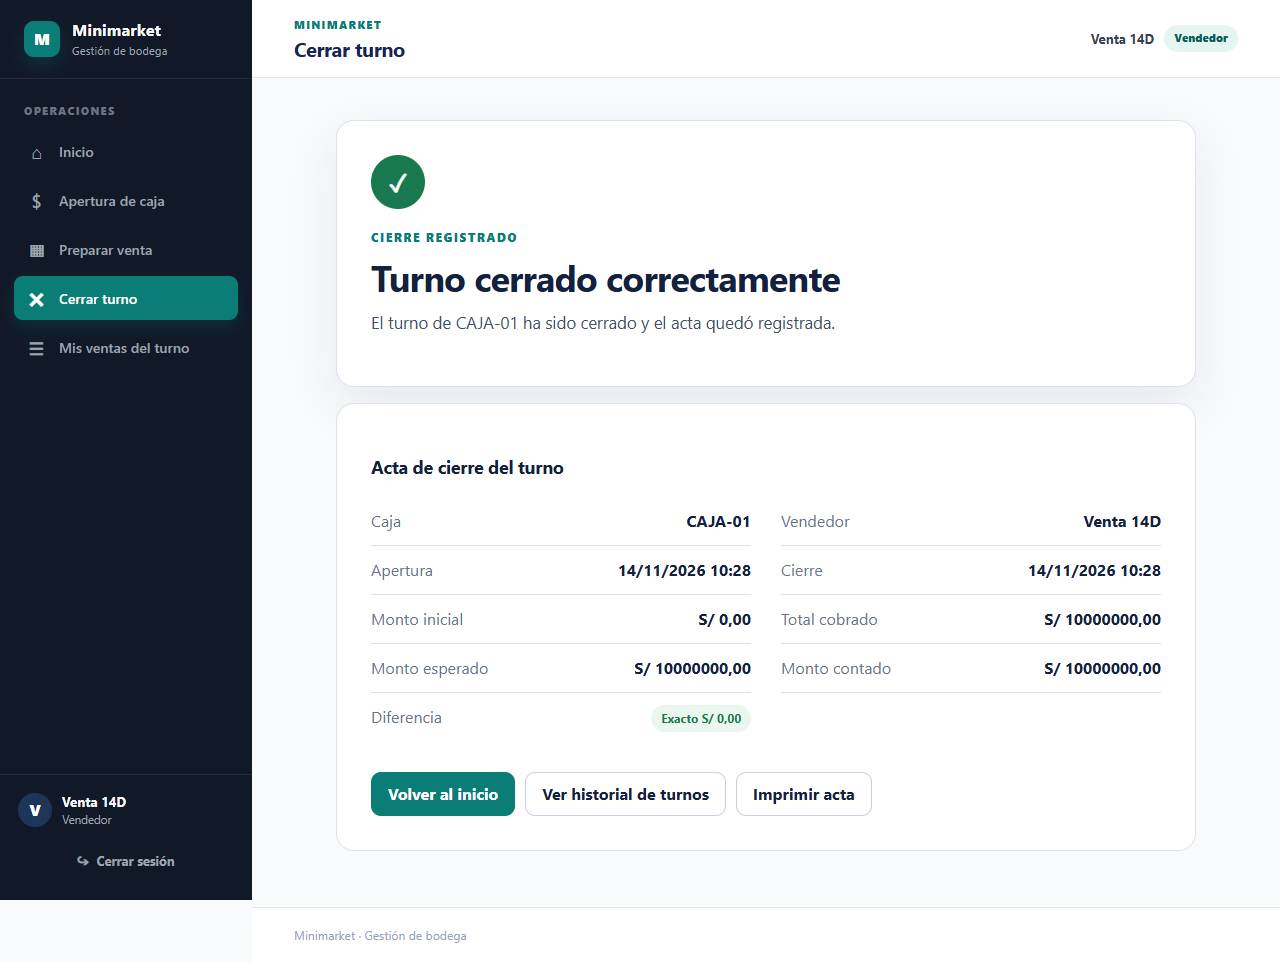 M
Minimarket
Gestión de bodega
OPERACIONES
⌂ Inicio
$ Apertura de caja
▦ Preparar venta
Cerrar turno
☰ Mis ventas del turno
V
Venta 14D
Vendedor
↪ Cerrar sesión
MINIMARKET
Cerrar turno
Venta 14D Vendedor
✓
CIERRE REGISTRADO
Turno cerrado correctamente
El turno de CAJA-01 ha sido cerrado y el acta quedó registrada.
Acta de cierre del turno
Caja CAJA-01 Vendedor Venta 14D
Apertura 14/11/2026 10:28 Cierre 14/11/2026 10:28
Monto inicial S/ 0,00 Total cobrado S/ 10000000,00
Monto esperado S/ 10000000,00 Monto contado S/ 10000000,00
Diferencia Exacto S/ 0,00
Volver al inicio Ver historial de turnos Imprimir acta
Minimarket · Gestión de bodega